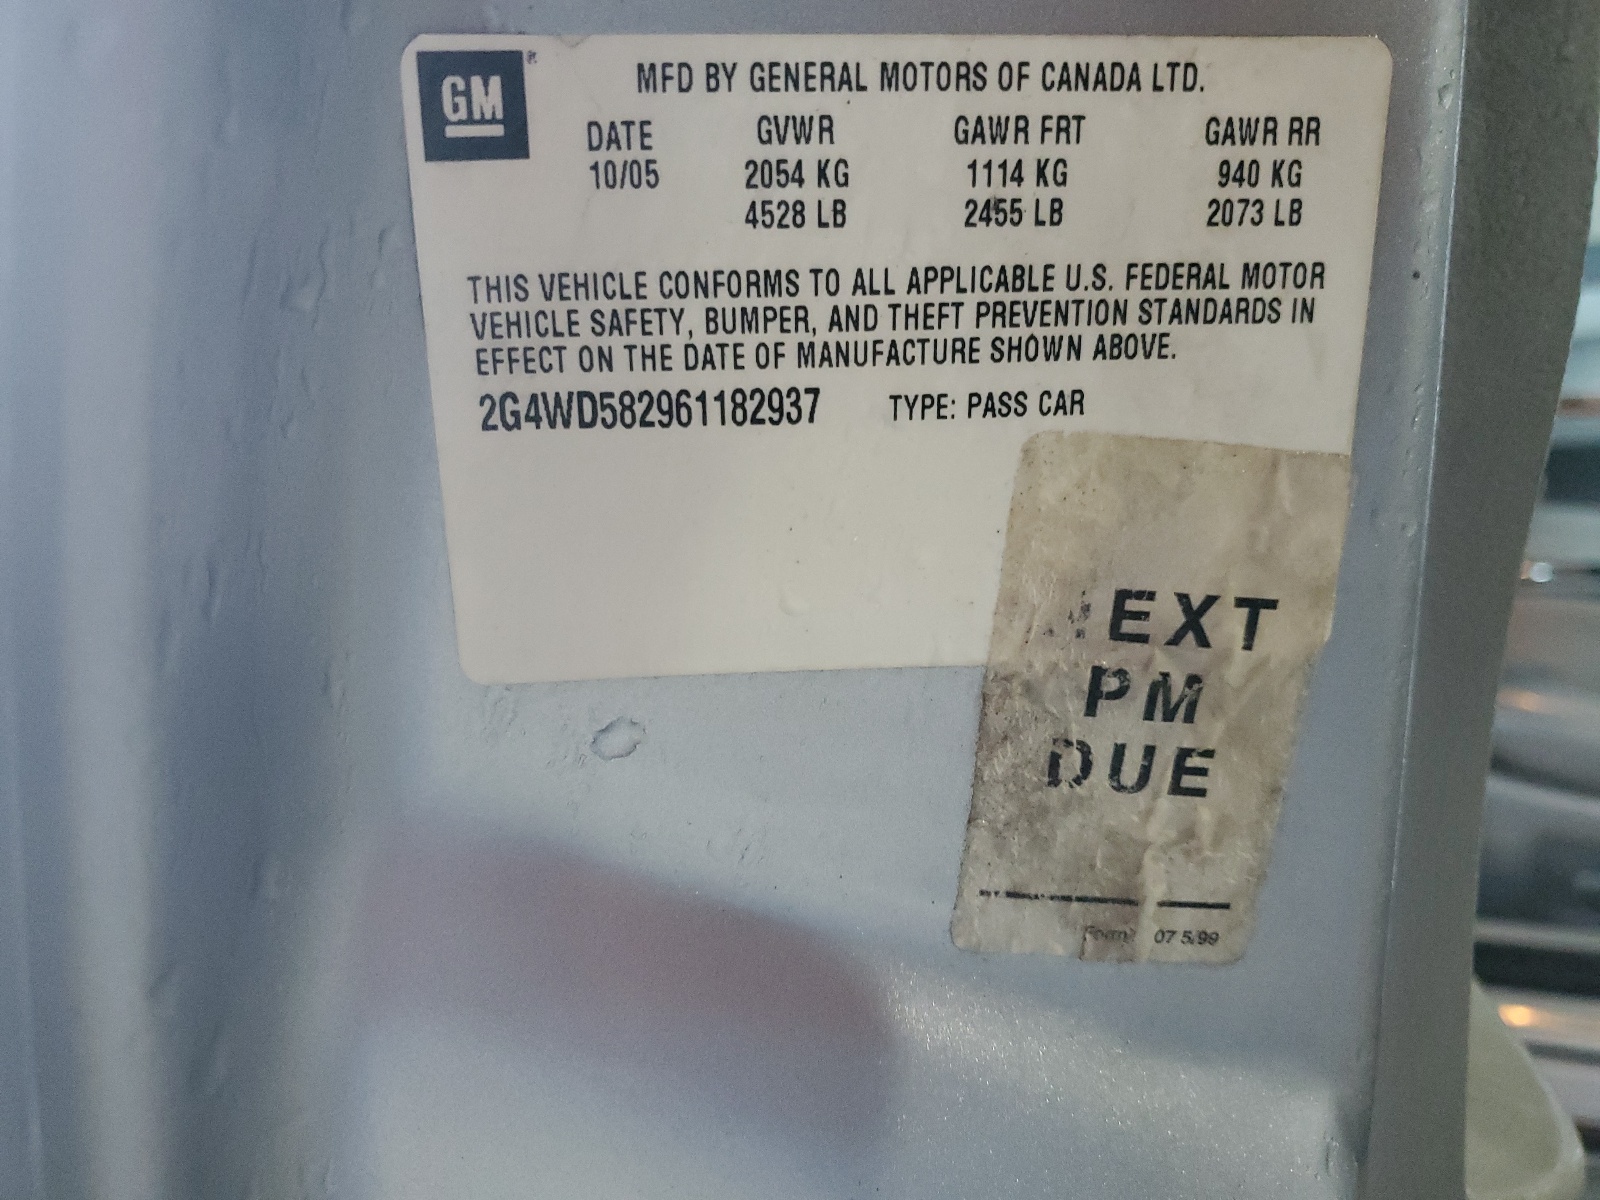 GM
MFD BY GENERAL MOTORS OF CANADA LTD.
DATE GVWR GAWR FRT GAWR RR
10/05 2054 KG 1114 KG 940 KG
4528 LB 2455 LB 2073 LB
THIS VEHICLE CONFORMS TO ALL APPLICABLE U.S. FEDERAL MOTOR
VEHICLE SAFETY, BUMPER, AND THEFT PREVENTION STANDARDS IN
EFFECT ON THE DATE OF MANUFACTURE SHOWN ABOVE.
2G4WD582961182937 TYPE: PASS CAR
NEXT
PM
DUE
Form 07 5/99